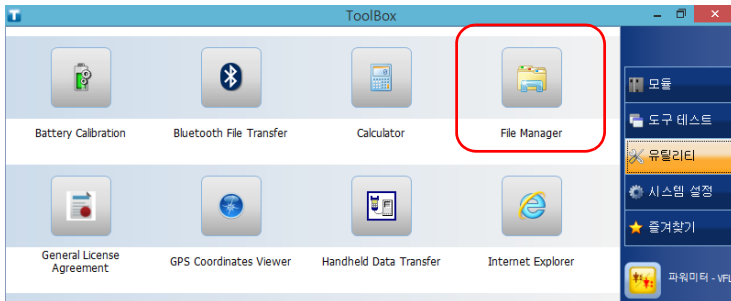 ToolBox
Battery Calibration
Bluetooth File Transfer
Calculator
File Manager
General License
Agreement
GPS Coordinates Viewer
Handheld Data Transfer
Internet Explorer
모듈
도구 테스트
유틸리티
시스템 설정
즐겨찾기
파워미터 - VFL